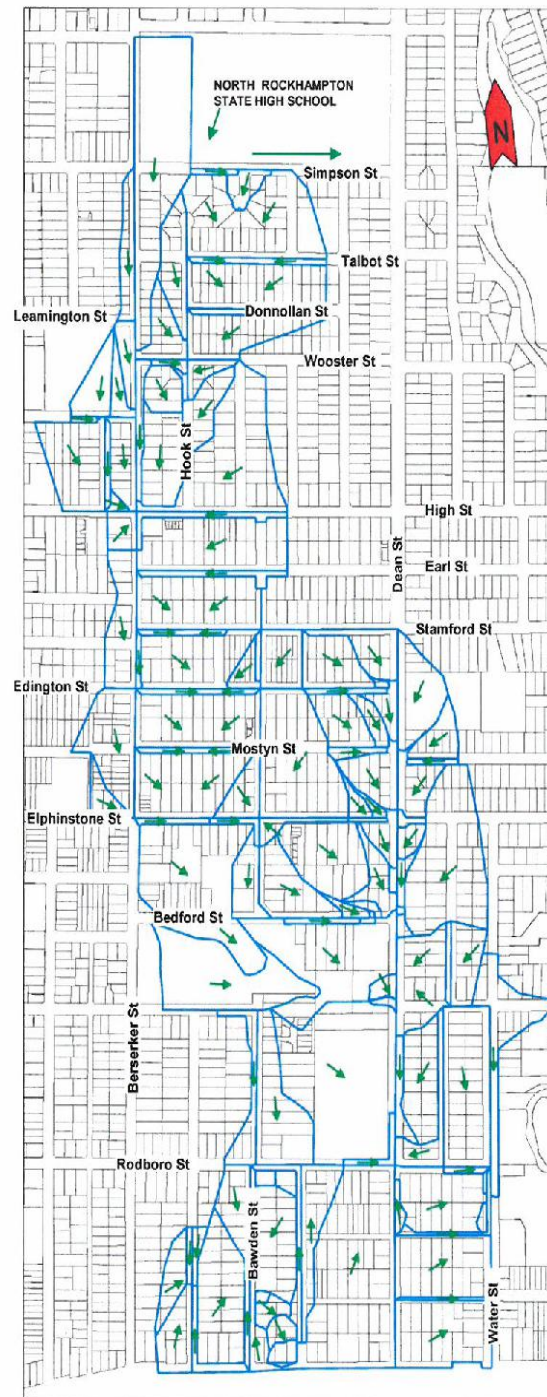 NORTH ROCKHAMPTON
STATE HIGH SCHOOL
N
Simpson St
Talbot St
Leamington St
Donnollan St
Wooster St
Hook St
High St
Dean St
Earl St
Stamford St
Edington St
Mostyn St
Elphinstone St
Bedford St
Berserker St
Rodboro St
Bawden St
Water St